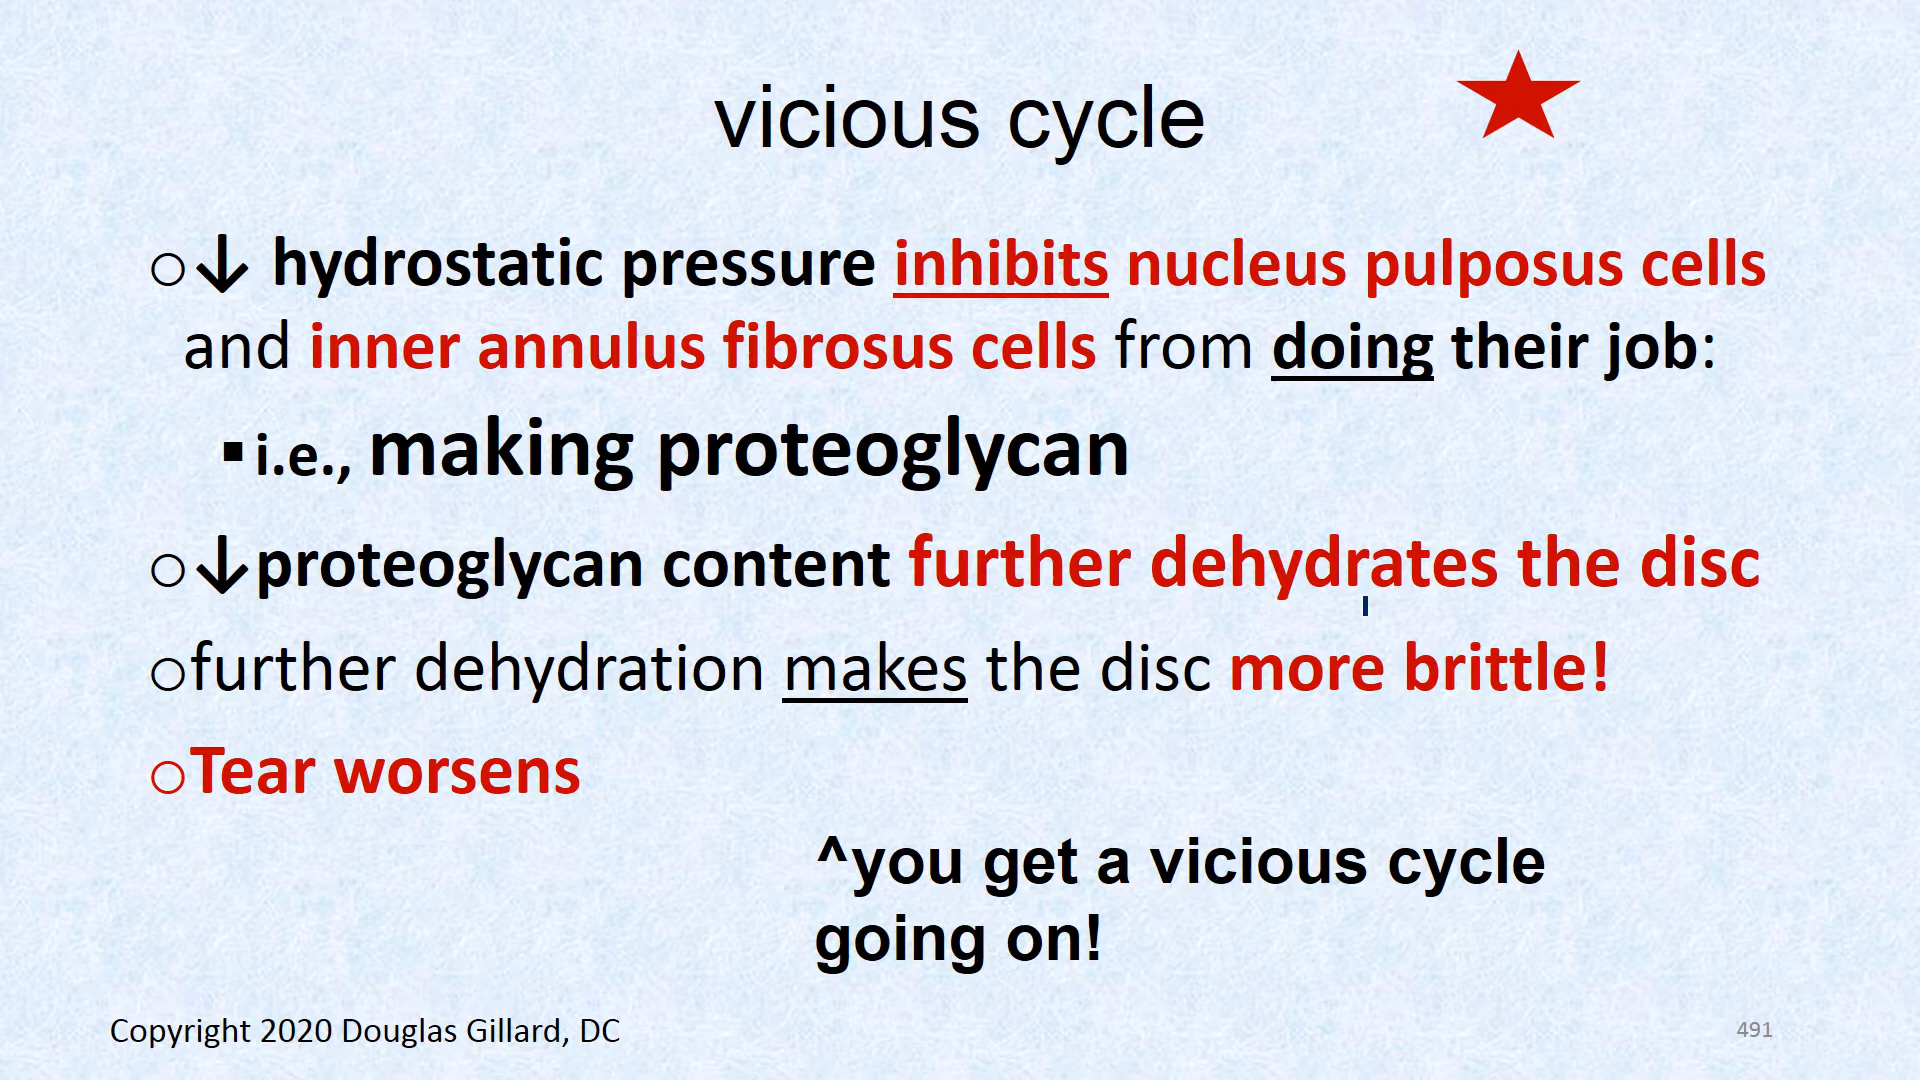 vicious cycle
○↓ hydrostatic pressure inhibits nucleus pulposus cells
and inner annulus fibrosus cells from doing their job:
▪ i.e., making proteoglycan
○↓proteoglycan content further dehydrates the disc
○further dehydration makes the disc more brittle!
○Tear worsens
^you get a vicious cycle
going on!
Copyright 2020 Douglas Gillard, DC
491